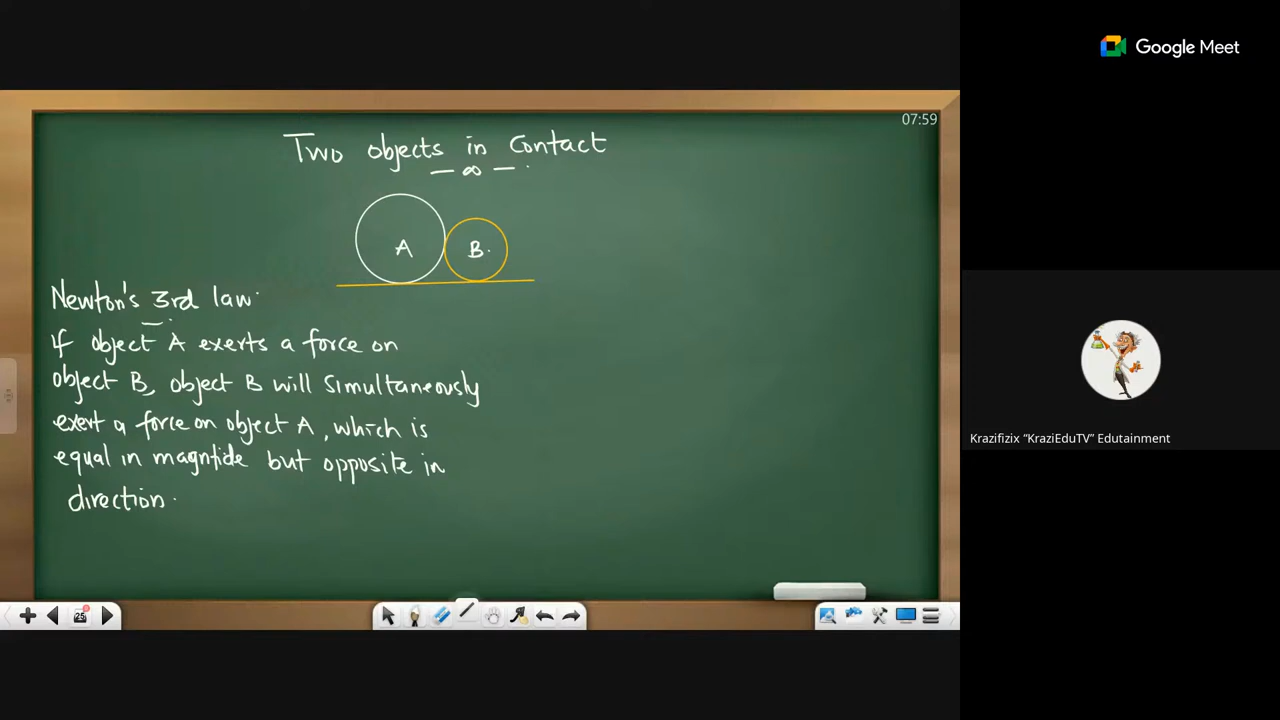 Google Meet
07:59
Two objects in Contact
A
B.
Newton's 3rd law.
If object A exerts a force on
object B, object B will simultaneously
exert a force on object A, which is
equal in magntide but opposite in
direction.
Krazifizix “KraziEduTV” Edutainment
25